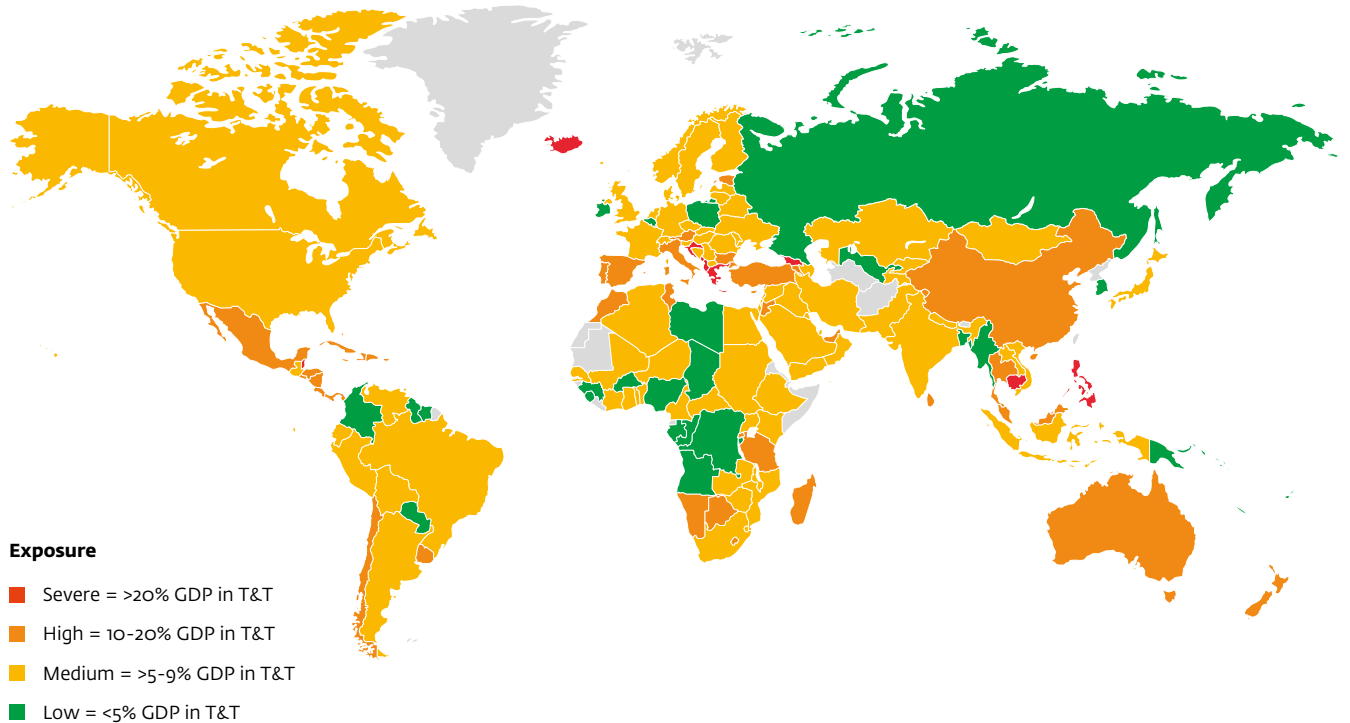 Exposure
Severe = >20% GDP in T&T
High = 10-20% GDP in T&T
Medium = >5-9% GDP in T&T
Low = <5% GDP in T&T